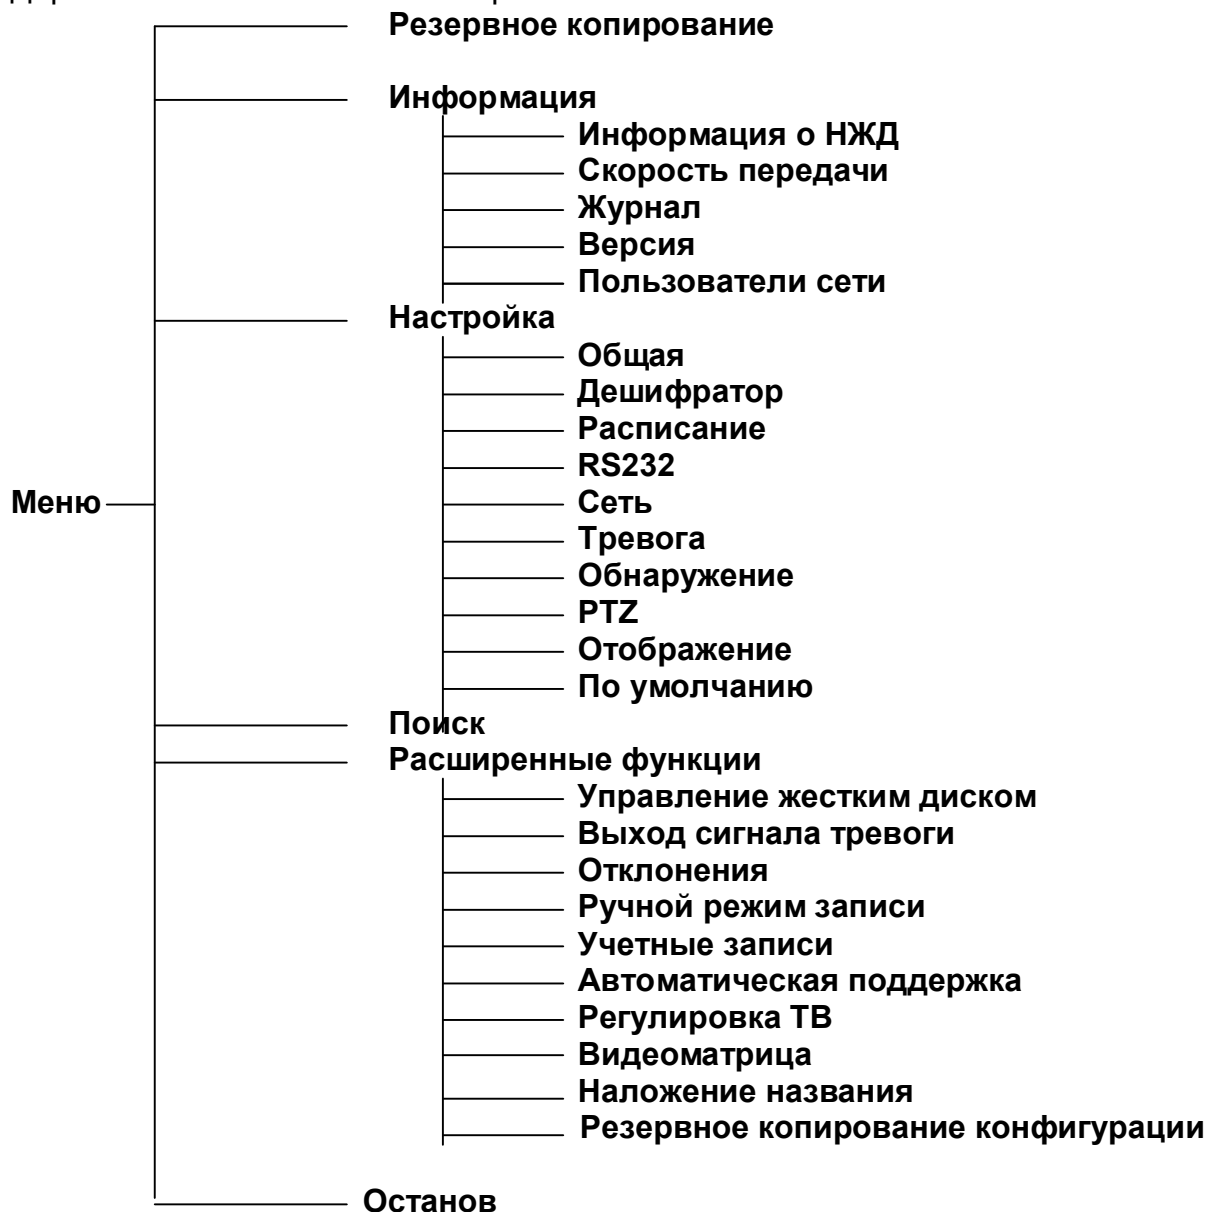 Резервное копирование
Информация
Информация о НЖД
Скорость передачи
Журнал
Версия
Пользователи сети
Настройка
Общая
Дешифратор
Расписание
RS232
Меню
Сеть
Тревога
Обнаружение
PTZ
Отображение
По умолчанию
Поиск
Расширенные функции
Управление жестким диском
Выход сигнала тревоги
Отклонения
Ручной режим записи
Учетные записи
Автоматическая поддержка
Регулировка ТВ
Видеоматрица
Наложение названия
Резервное копирование конфигурации
Останов